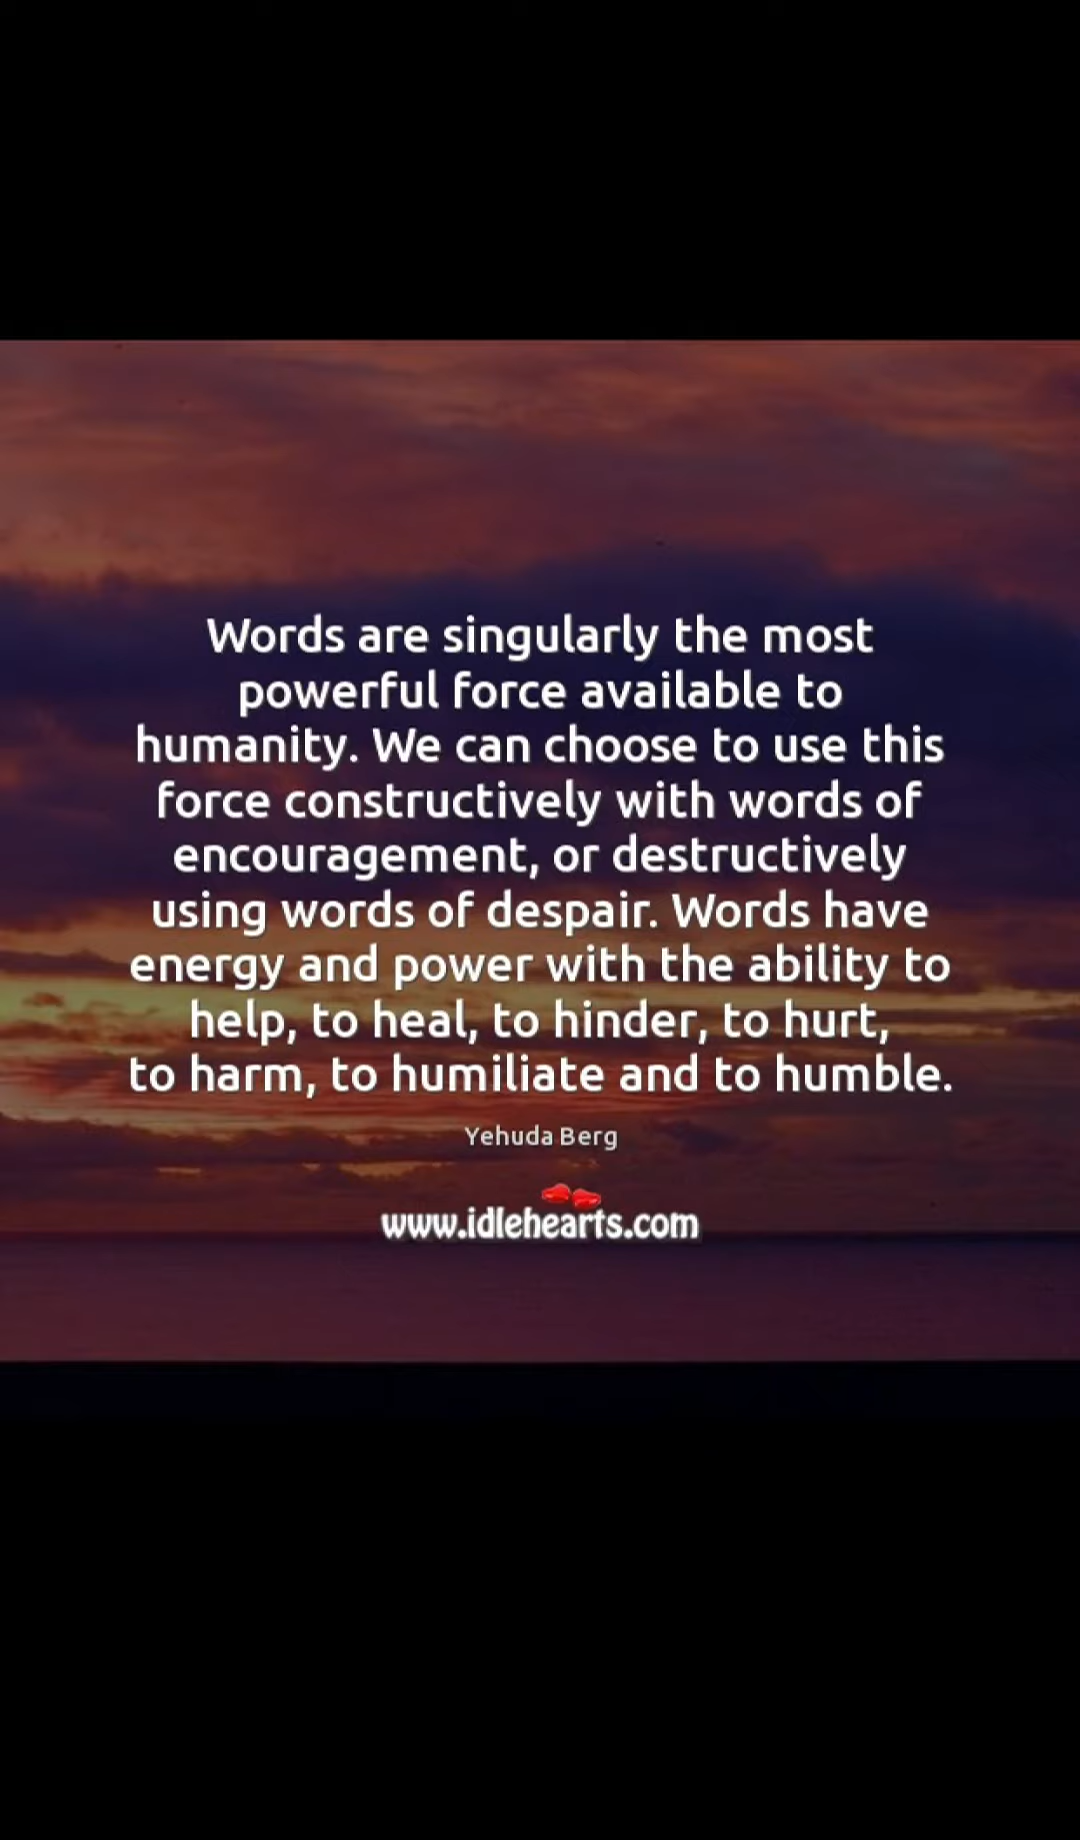 Words are singularly the most
powerful force available to
humanity. We can choose to use this
force constructively with words of
encouragement, or destructively
using words of despair. Words have
energy and power with the ability to
help, to heal, to hinder, to hurt,
to harm, to humiliate and to humble.
Yehuda Berg
www.idlehearts.com